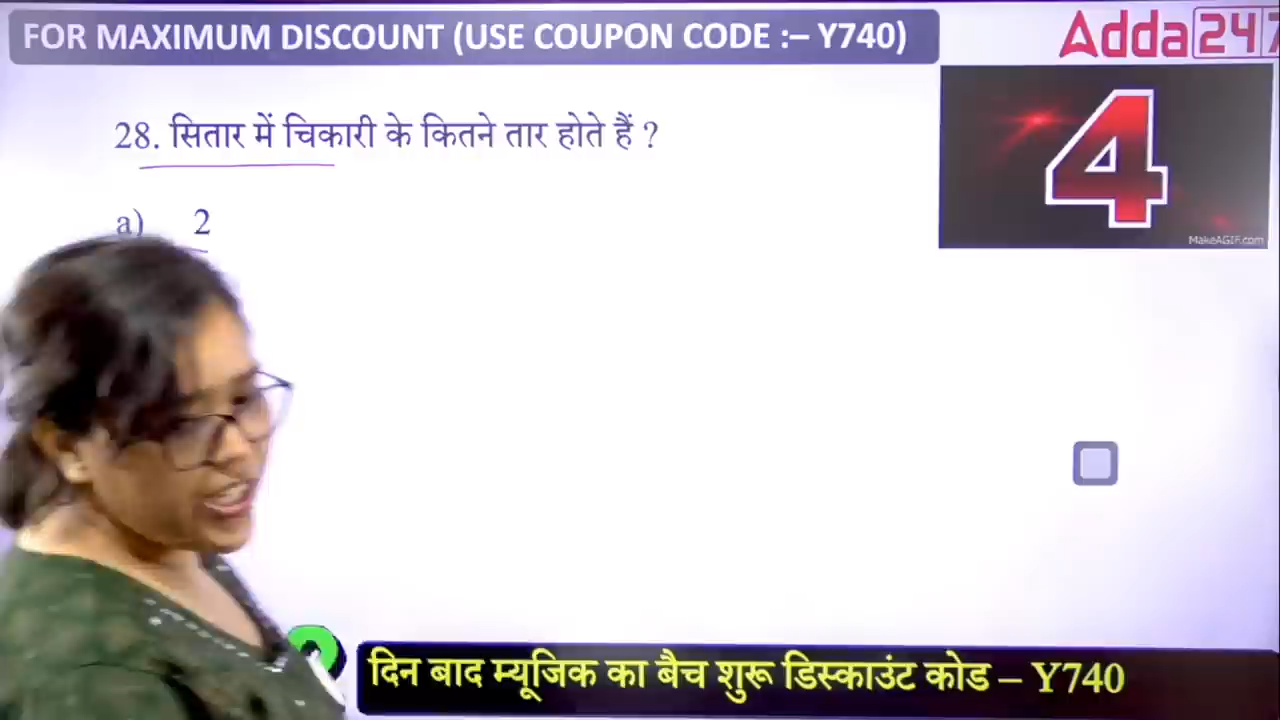 FOR MAXIMUM DISCOUNT (USE COUPON CODE :– Y740)
Adda247
4
MakeAGIF.com
28. सितार में चिकारी के कितने तार होते हैं ?
a) 2
दिन बाद म्यूजिक का बैच शुरू डिस्काउंट कोड – Y740